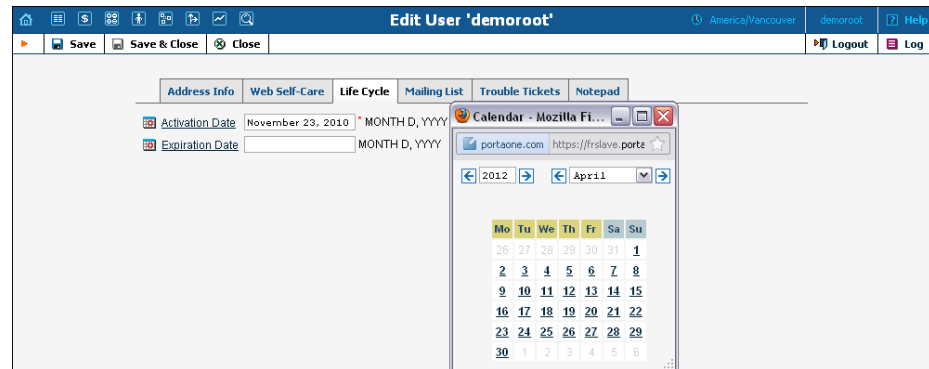 Edit User 'demoroot'
America/Vancouver
demoroot
? Help
Save
Save & Close
Close
Logout
Log
Address Info
Web Self-Care
Life Cycle
Mailing List
Trouble Tickets
Notepad
Activation Date November 23, 2010 * MONTH D, YYYY
Expiration Date MONTH D, YYYY
Calendar - Mozilla Fi...
portaone.com https://frslave.porta
2012 April
Mo Tu We Th Fr Sa Su
26 27 28 29 30 31 1
2 3 4 5 6 7 8
9 10 11 12 13 14 15
16 17 18 19 20 21 22
23 24 25 26 27 28 29
30 1 2 3 4 5 6